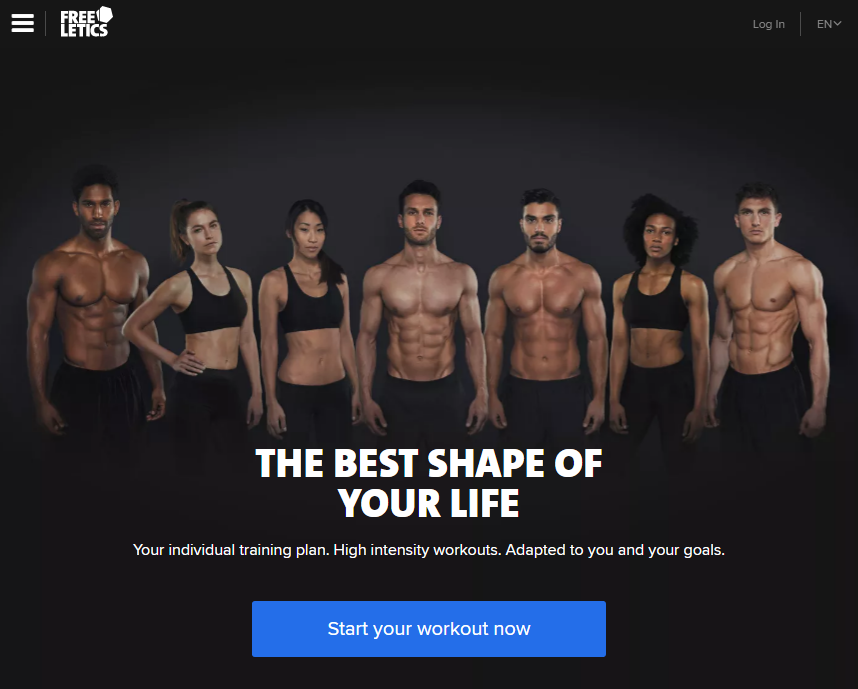 FREE
LETICS
Log In
EN
THE BEST SHAPE OF
YOUR LIFE
Your individual training plan. High intensity workouts. Adapted to you and your goals.
Start your workout now